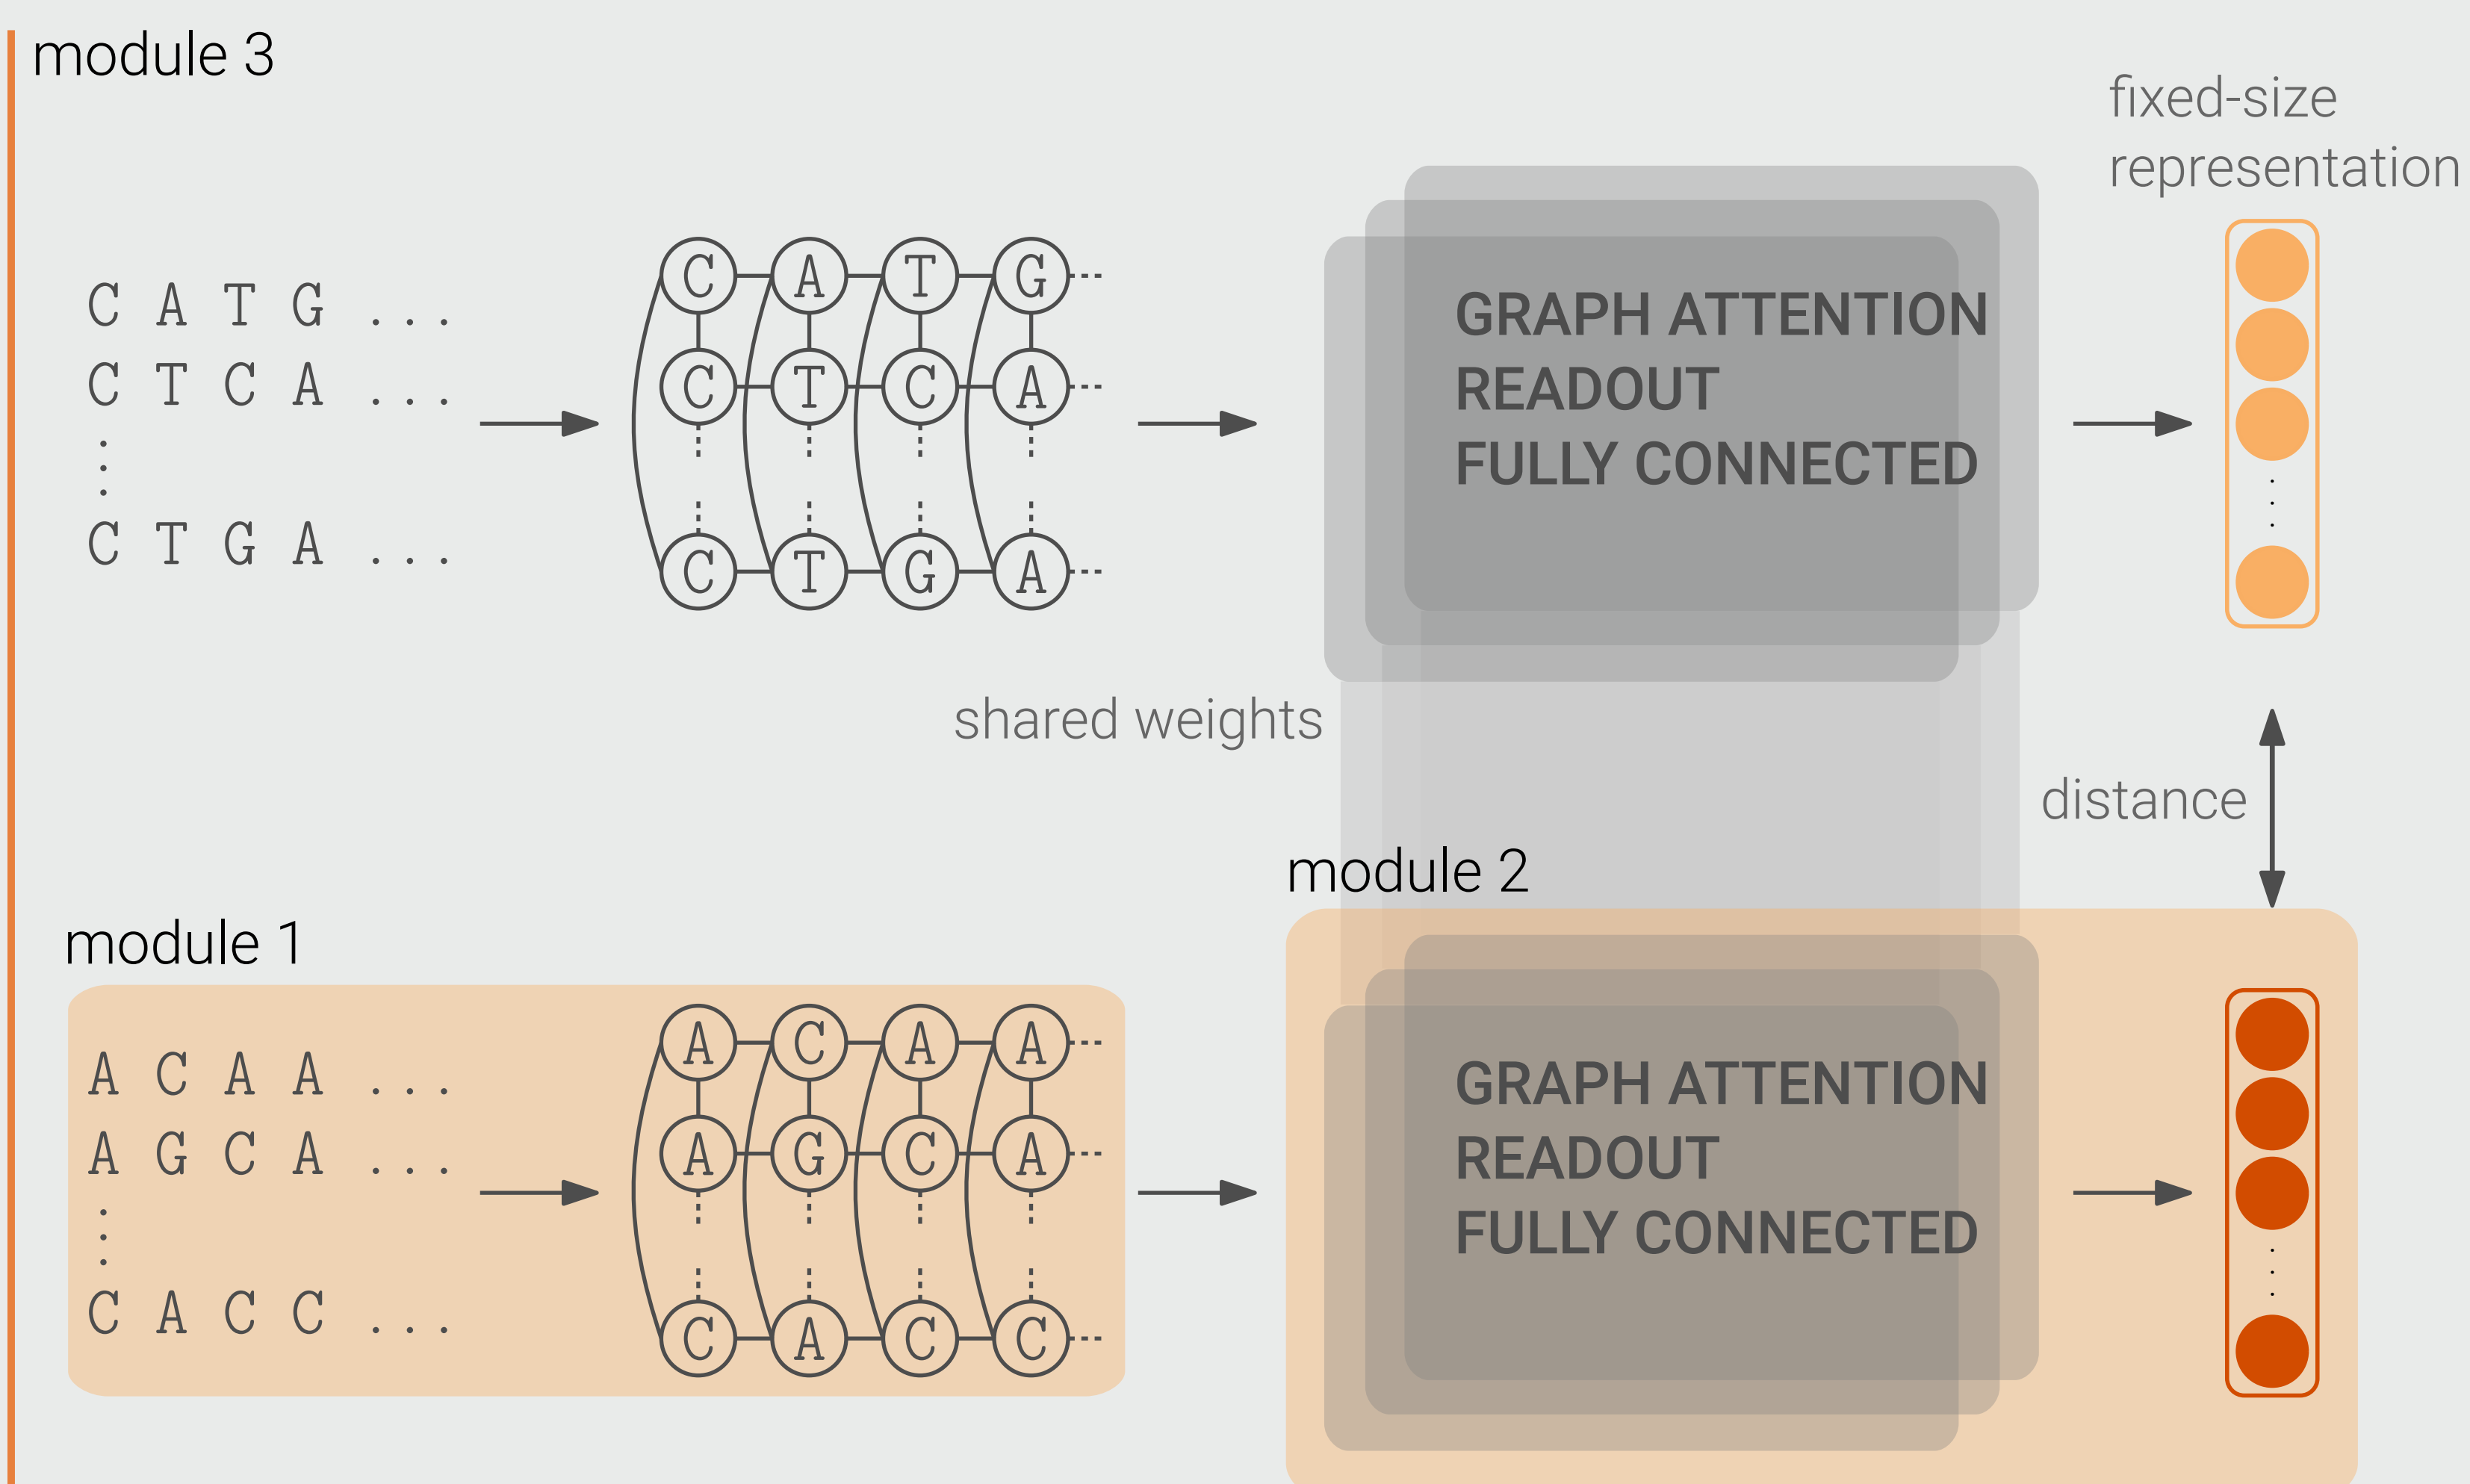 module 3
fixed-size
representation
C A T G ...
C T C A ...
C T G A ...
C A T G
C T C A
C T G A
GRAPH ATTENTION
READOUT
FULLY CONNECTED
shared weights
distance
module 2
module 1
A C A A ...
A G C A ...
C A C C ...
A C A A
A G C A
C A C C
GRAPH ATTENTION
READOUT
FULLY CONNECTED